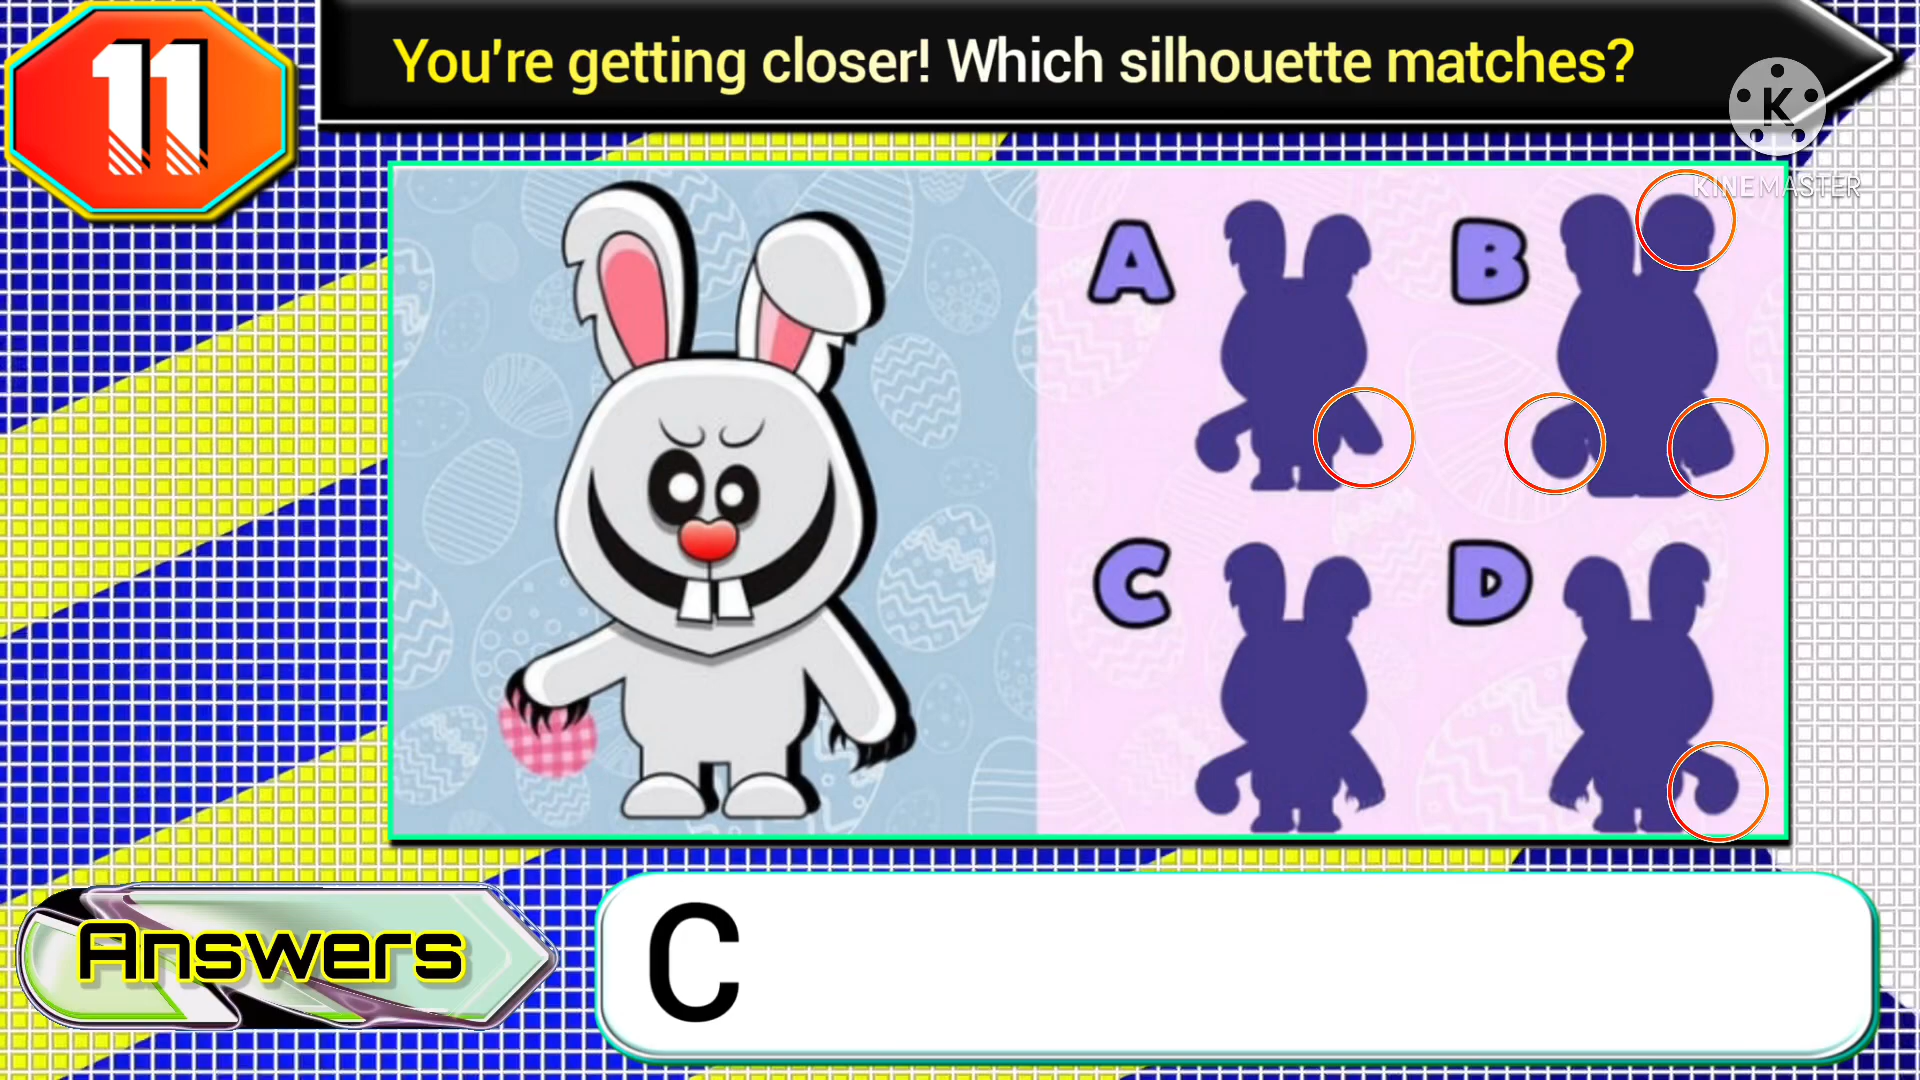 11
You're getting closer! Which silhouette matches?
K
KINEMASTER
A
B
C
D
Answers
C